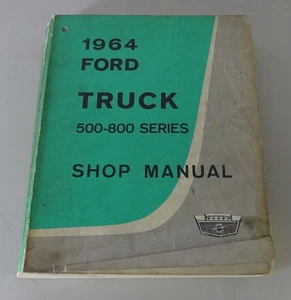 1964
FORD
TRUCK
500-800 SERIES
SHOP MANUAL